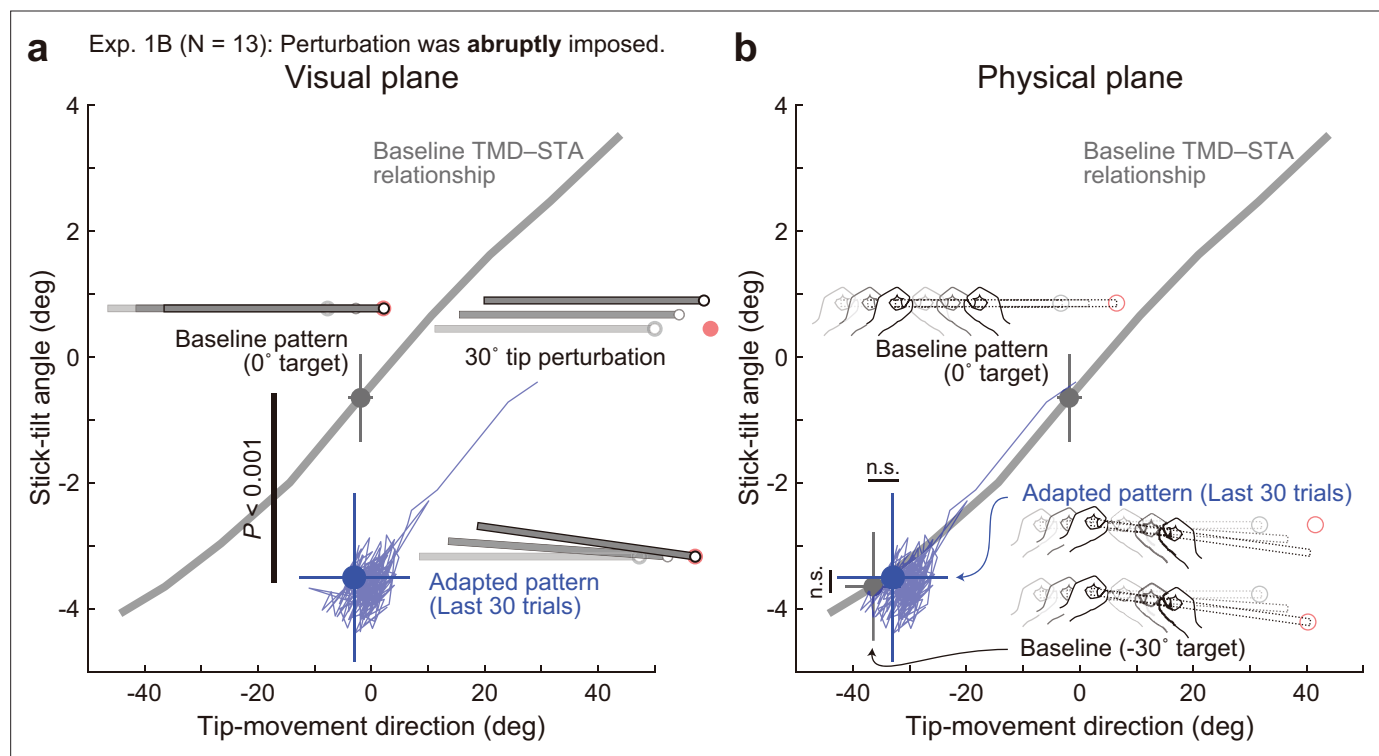 a
Exp. 1B (N = 13): Perturbation was abruptly imposed.
Visual plane
4
2
0
-2
-4
Stick-tilt angle (deg)
Baseline TMD–STA
relationship
Baseline pattern
(0° target)
30° tip perturbation
P < 0.001
Adapted pattern
(Last 30 trials)
-40
-20
0
20
40
Tip-movement direction (deg)
b
Physical plane
4
2
0
-2
-4
Baseline TMD–STA
relationship
Baseline pattern
(0° target)
n.s.
n.s.
Adapted pattern (Last 30 trials)
Baseline (-30° target)
-40
-20
0
20
40
Tip-movement direction (deg)